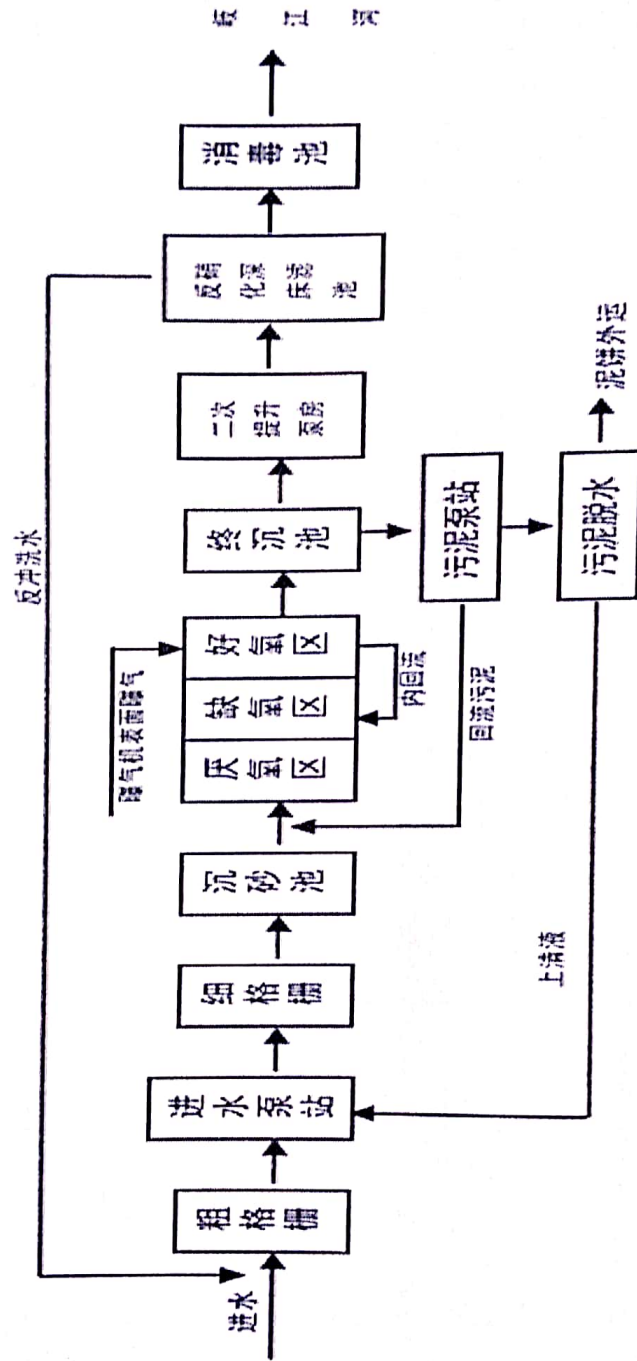 反冲洗水
曝气机表面曝气
进水
粗格栅
进水泵站
细格栅
沉砂池
厌氧区
缺氧区
好氧区
终沉池
二次
提升
泵房
反硝
化深
床滤
池
消毒池
江河
内回流
回流污泥
污泥泵站
上清液
污泥脱水
泥饼外运